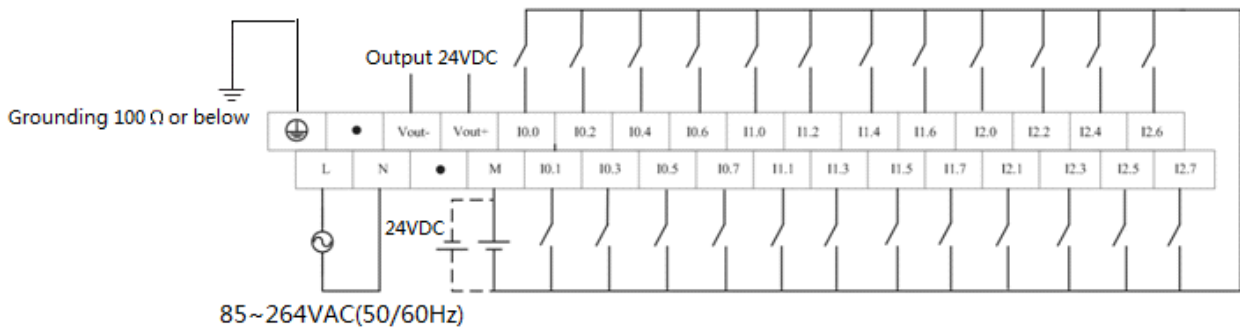 Output 24VDC
Grounding 100 Ω or below
● Vout- Vout+ I0.0 I0.2 I0.4 I0.6 I1.0 I1.2 I1.4 I1.6 I2.0 I2.2 I2.4 I2.6
L N ● M I0.1 I0.3 I0.5 I0.7 I1.1 I1.3 I1.5 I1.7 I2.1 I2.3 I2.5 I2.7
24VDC
85~264VAC(50/60Hz)